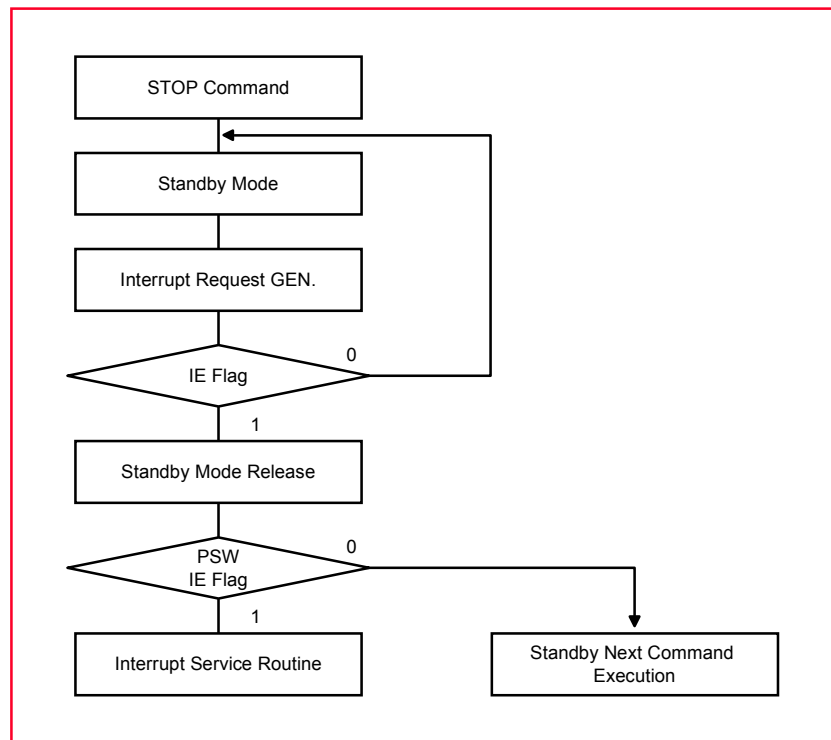 STOP Command
Standby Mode
Interrupt Request GEN.
0
IE Flag
1
Standby Mode Release
0
PSW
IE Flag
1
Interrupt Service Routine
Standby Next Command
Execution